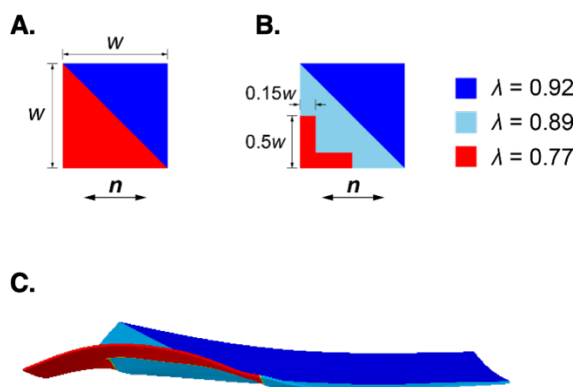 A.
w
w
n
B.
0.15w
0.5w
n
λ = 0.92
λ = 0.89
λ = 0.77
C.